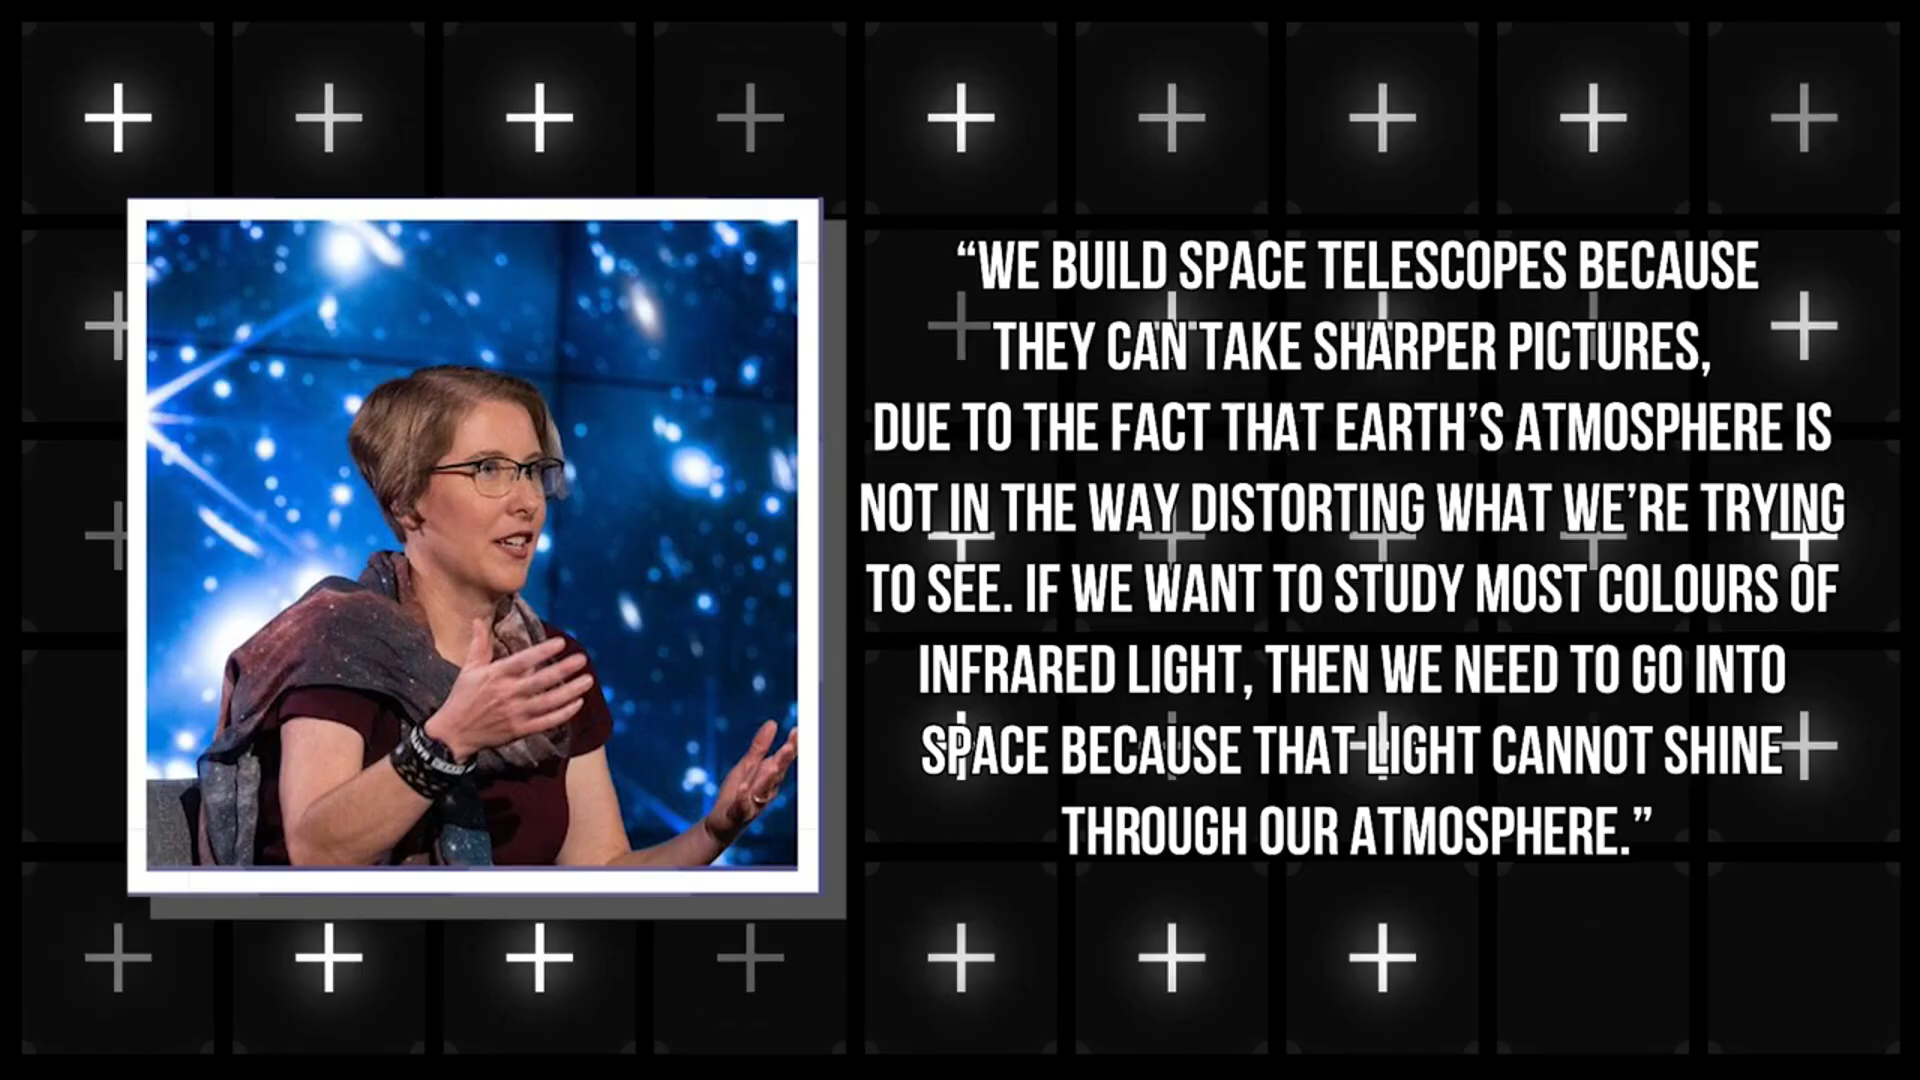 “WE BUILD SPACE TELESCOPES BECAUSE
THEY CAN TAKE SHARPER PICTURES,
DUE TO THE FACT THAT EARTH’S ATMOSPHERE IS
NOT IN THE WAY DISTORTING WHAT WE’RE TRYING
TO SEE. IF WE WANT TO STUDY MOST COLOURS OF
INFRARED LIGHT, THEN WE NEED TO GO INTO
SPACE BECAUSE THAT LIGHT CANNOT SHINE
THROUGH OUR ATMOSPHERE.”